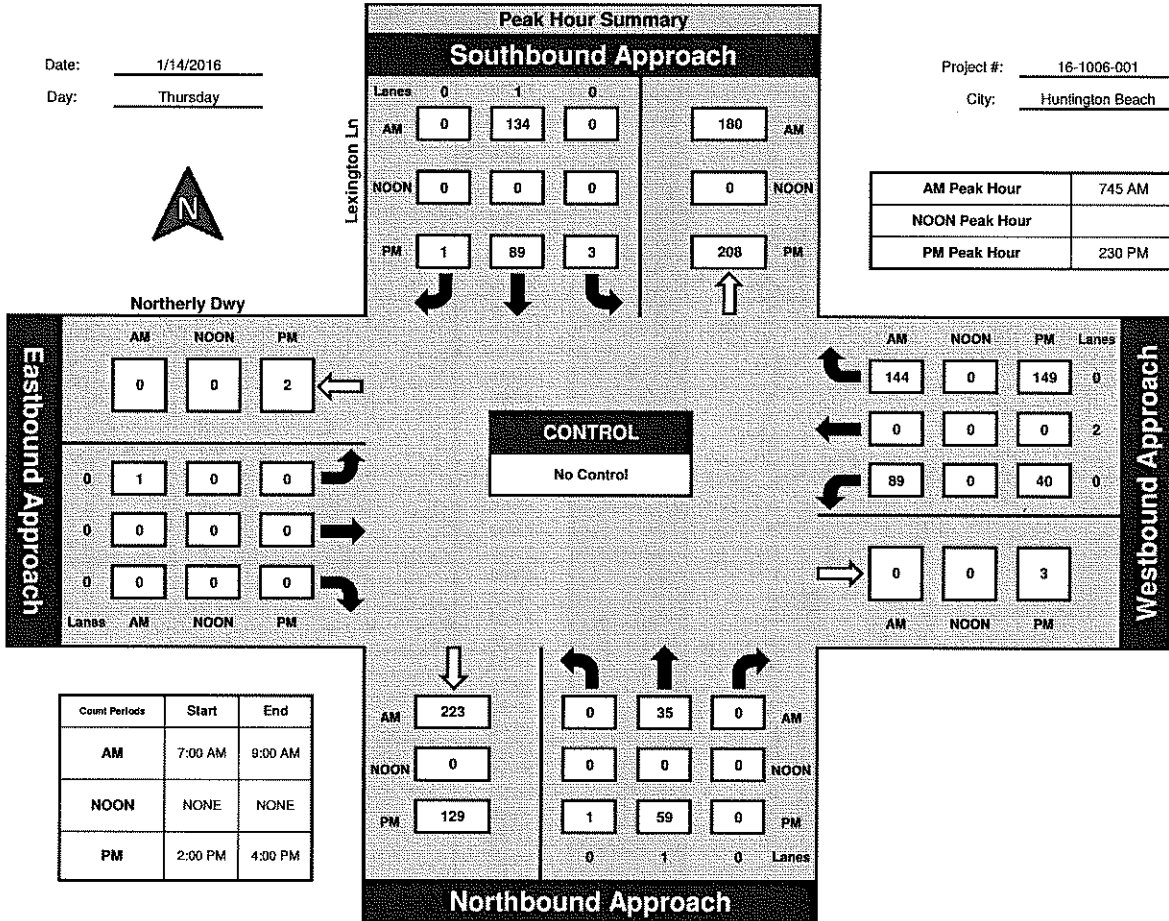 Peak Hour Summary
Southbound Approach
Date: 1/14/2016
Day: Thursday
Project #: 16-1006-001
City: Huntington Beach
N
Lexington Ln
Lanes 0 1 0
AM 0 134 0 180 AM
NOON 0 0 0 0 NOON
PM 1 89 3 208 PM
AM Peak Hour 745 AM
NOON Peak Hour
PM Peak Hour 230 PM
Northerly Dwy
Eastbound Approach
AM NOON PM
0 0 2
0 1 0 0
0 0 0 0
0 0 0 0
Lanes AM NOON PM
CONTROL
No Control
AM NOON PM Lanes
144 0 149 0
0 0 0 2
89 0 40 0
0 0 3
AM NOON PM
Westbound Approach
Count Periods Start End
AM 7:00 AM 9:00 AM
NOON NONE NONE
PM 2:00 PM 4:00 PM
AM 223 0 35 0 AM
NOON 0 0 0 0 NOON
PM 129 1 59 0 PM
0 1 0 Lanes
Northbound Approach